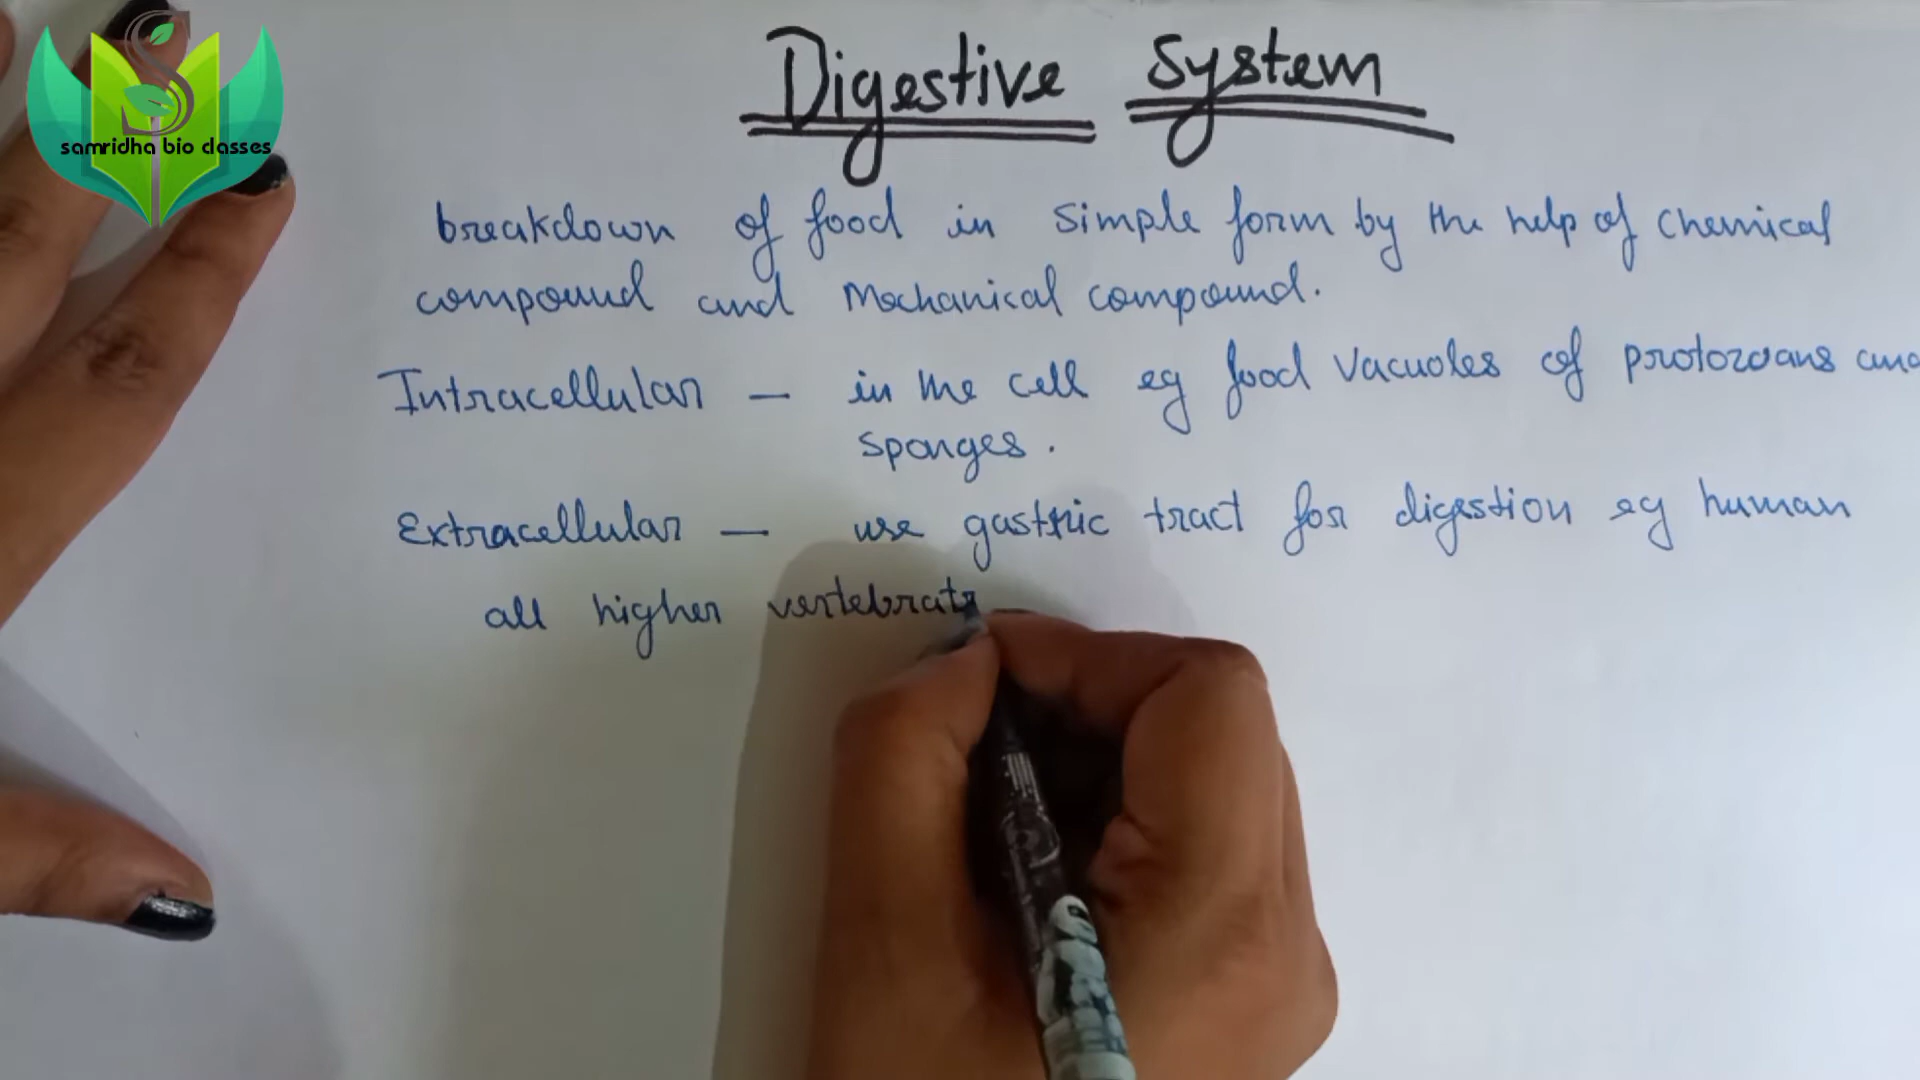 samridha bio classes
Digestive System
breakdown of food in simple form by the help of chemical
compound and Mechanical compound.
Intracellular — in the cell eg food vacuoles of protozoans and
sponges.
Extracellular — use gastric tract for digestion eg human
all higher vertebrate